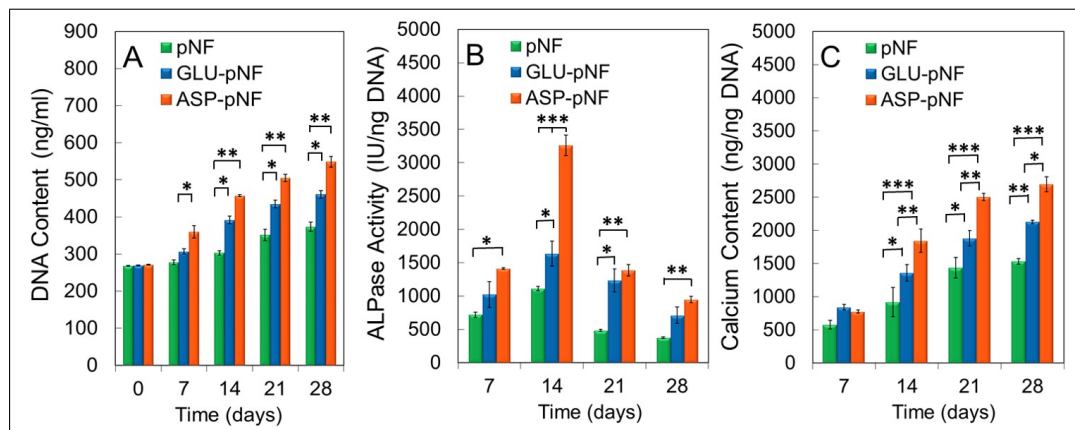 A
pNF
GLU-pNF
ASP-pNF
DNA Content (ng/ml)
900
800
700
600
500
400
300
200
100
0
* ** * ** * ** * **
0 7 14 21 28
Time (days)
B
pNF
GLU-pNF
ASP-pNF
ALPase Activity (IU/ng DNA)
5000
4500
4000
3500
3000
2500
2000
1500
1000
500
0
* *** * ** * **
7 14 21 28
Time (days)
C
pNF
GLU-pNF
ASP-pNF
Calcium Content (ng/ng DNA)
5000
4500
4000
3500
3000
2500
2000
1500
1000
500
0
*** ** * *** ** * *** * **
7 14 21 28
Time (days)